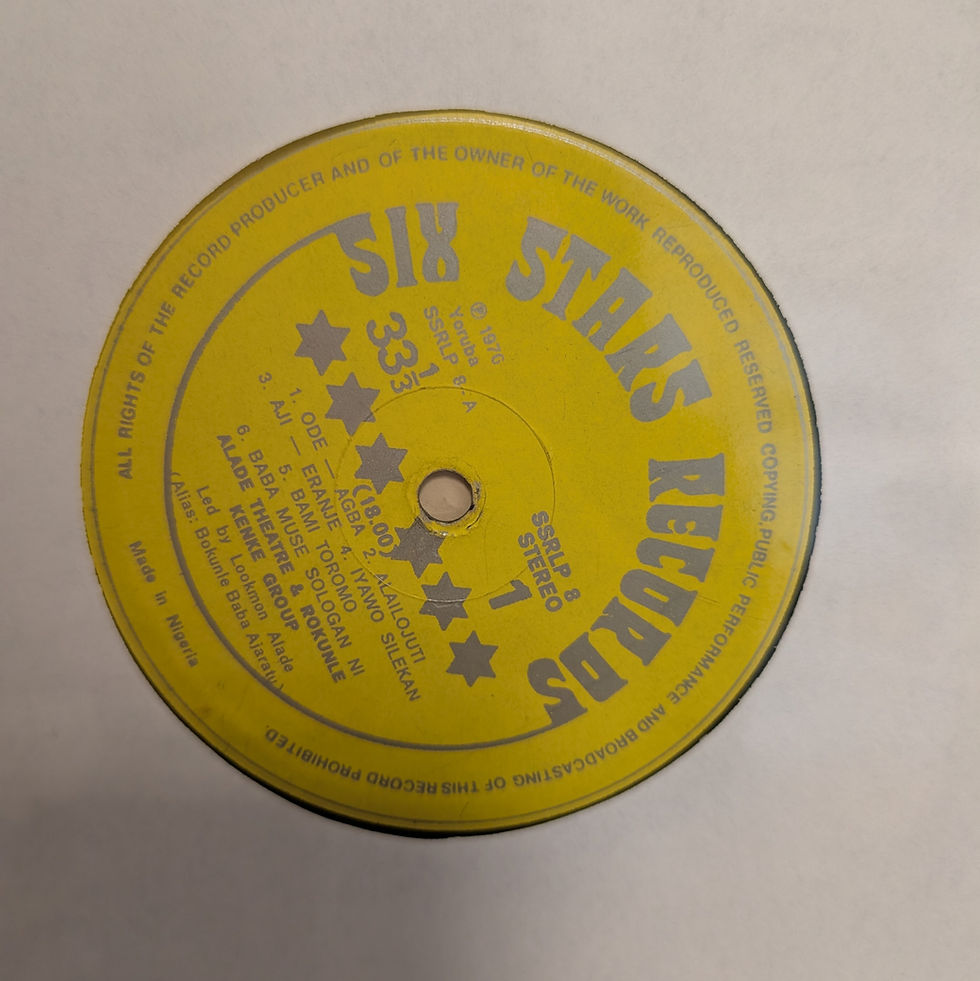 ALL RIGHTS OF THE RECORD PRODUCER AND OF THE OWNER OF THE WORK REPRODUCED RESERVED COPYING,PUBLIC PERFORMANCE AND BROADCASTING OF THIS RECORD PROHIBITED.
SIX STARS RECORDS
℗ 1976
Yoruba
SSRLP 8 A
33 1/3
SSRLP 8
STEREO
1
(18.00)
1. ODE — AGBA 2 ALAILOJUTI
3. AJI — ERANJE 4. IYAWO SILEKAN
5. BAMI TOROMO
6. BABA MUSE SOLOGAN NI
ALADE THEATRE & ROKUNLE
KENKE GROUP
Led by Lookmon Alade
(Alias: Bokunle Baba Ajaratu)
Made in Nigeria